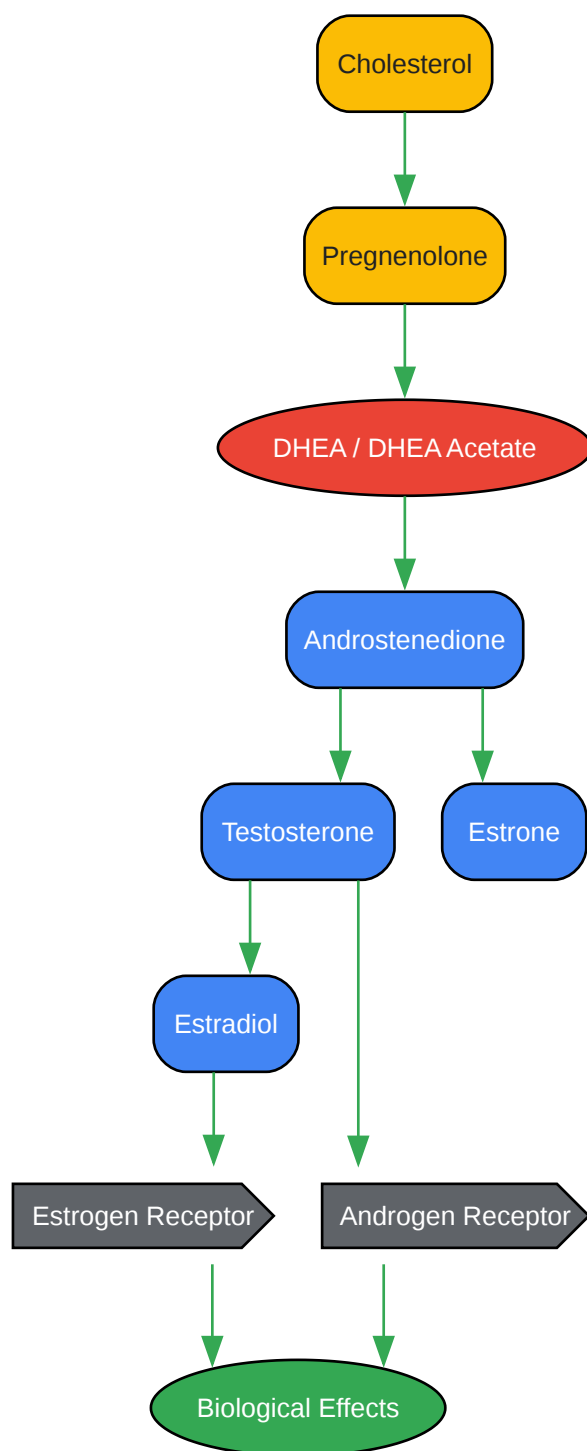 Cholesterol
Pregnenolone
DHEA / DHEA Acetate
Androstenedione
Testosterone
Estrone
Estradiol
Estrogen Receptor
Androgen Receptor
Biological Effects